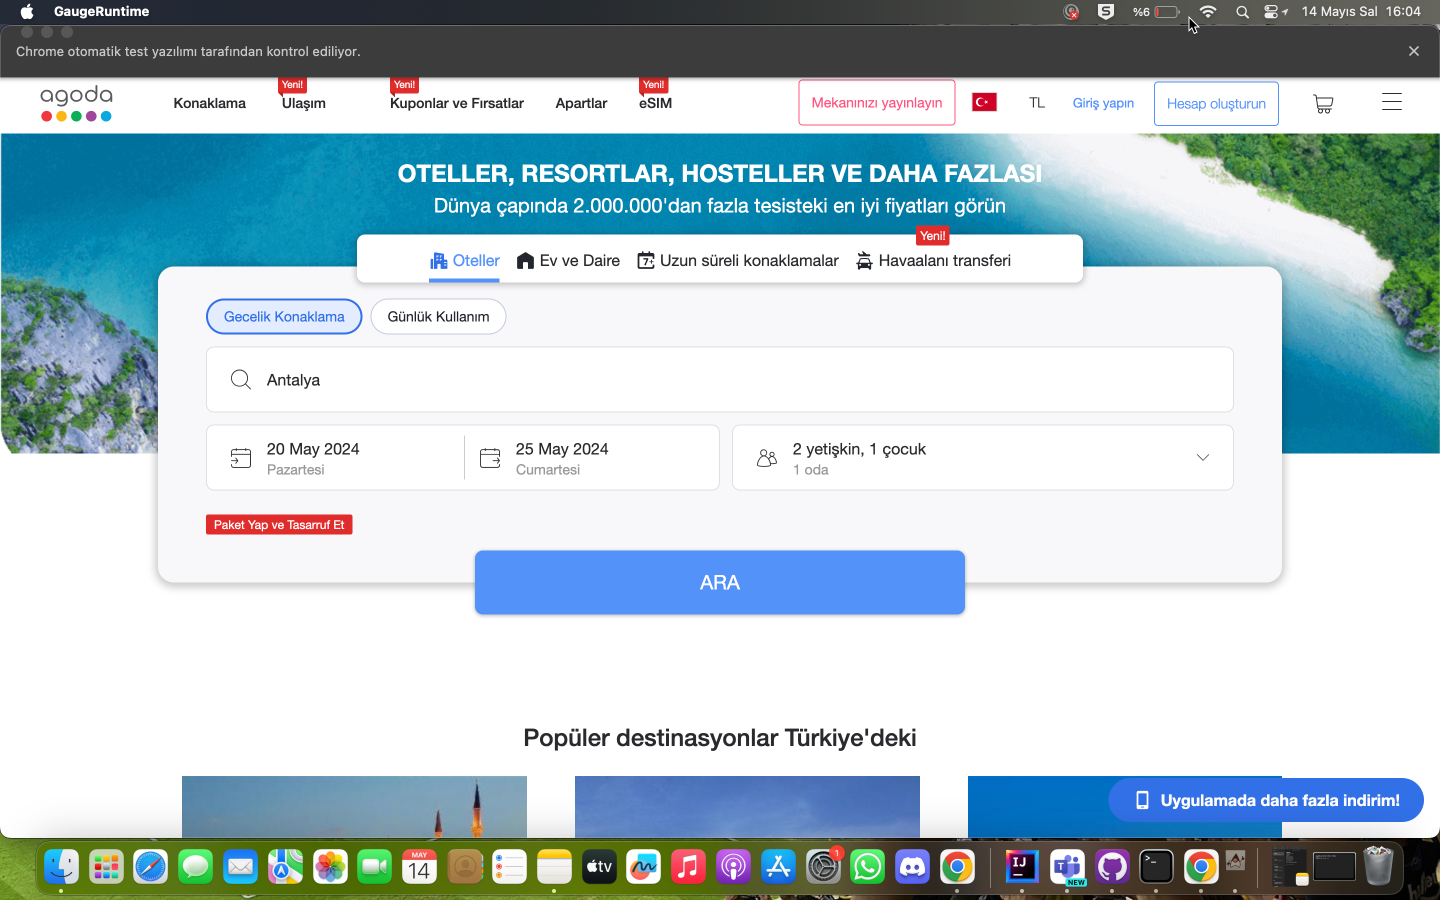 GaugeRuntime
%6
14 Mayıs Sal 16:04
Chrome otomatik test yazılımı tarafından kontrol ediliyor.
agoda
Konaklama
Yeni!
Ulaşım
Yeni!
Kuponlar ve Fırsatlar
Apartlar
Yeni!
eSIM
Mekanınızı yayınlayın
TL
Giriş yapın
Hesap oluşturun
OTELLER, RESORTLAR, HOSTELLER VE DAHA FAZLASI
Dünya çapında 2.000.000'dan fazla tesisteki en iyi fiyatları görün
Yeni!
Oteller
Ev ve Daire
7+
Uzun süreli konaklamalar
Havaalanı transferi
Gecelik Konaklama
Günlük Kullanım
Antalya
20 May 2024
Pazartesi
25 May 2024
Cumartesi
2 yetişkin, 1 çocuk
1 oda
Paket Yap ve Tasarruf Et
ARA
Popüler destinasyonlar Türkiye'deki
Uygulamada daha fazla indirim!
MAY
14
tv
1
IJ
NEW